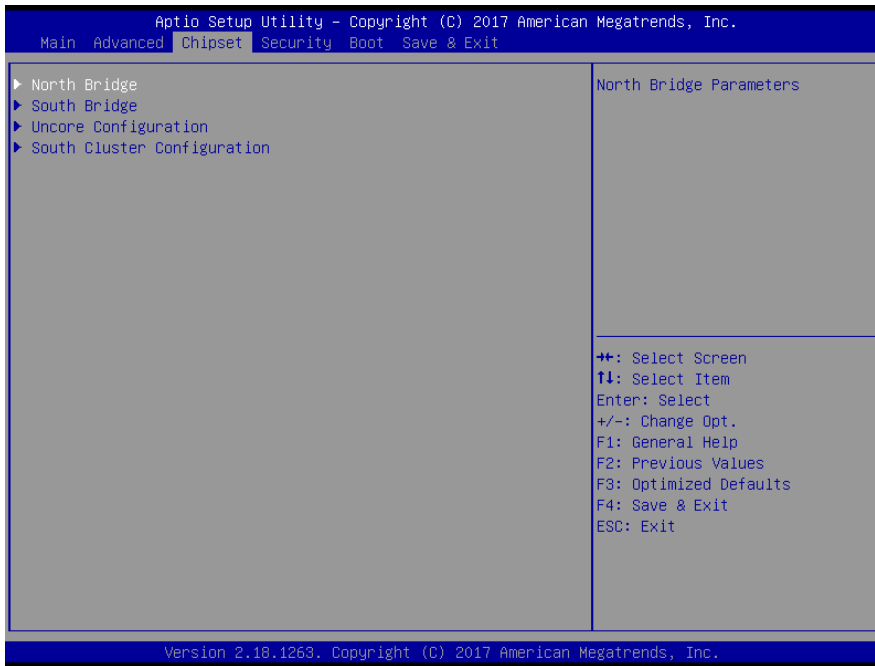 Aptio Setup Utility – Copyright (C) 2017 American Megatrends, Inc.
Main Advanced Chipset Security Boot Save & Exit
North Bridge
South Bridge
Uncore Configuration
South Cluster Configuration
North Bridge Parameters
→←: Select Screen
↑↓: Select Item
Enter: Select
+/-: Change Opt.
F1: General Help
F2: Previous Values
F3: Optimized Defaults
F4: Save & Exit
ESC: Exit
Version 2.18.1263. Copyright (C) 2017 American Megatrends, Inc.